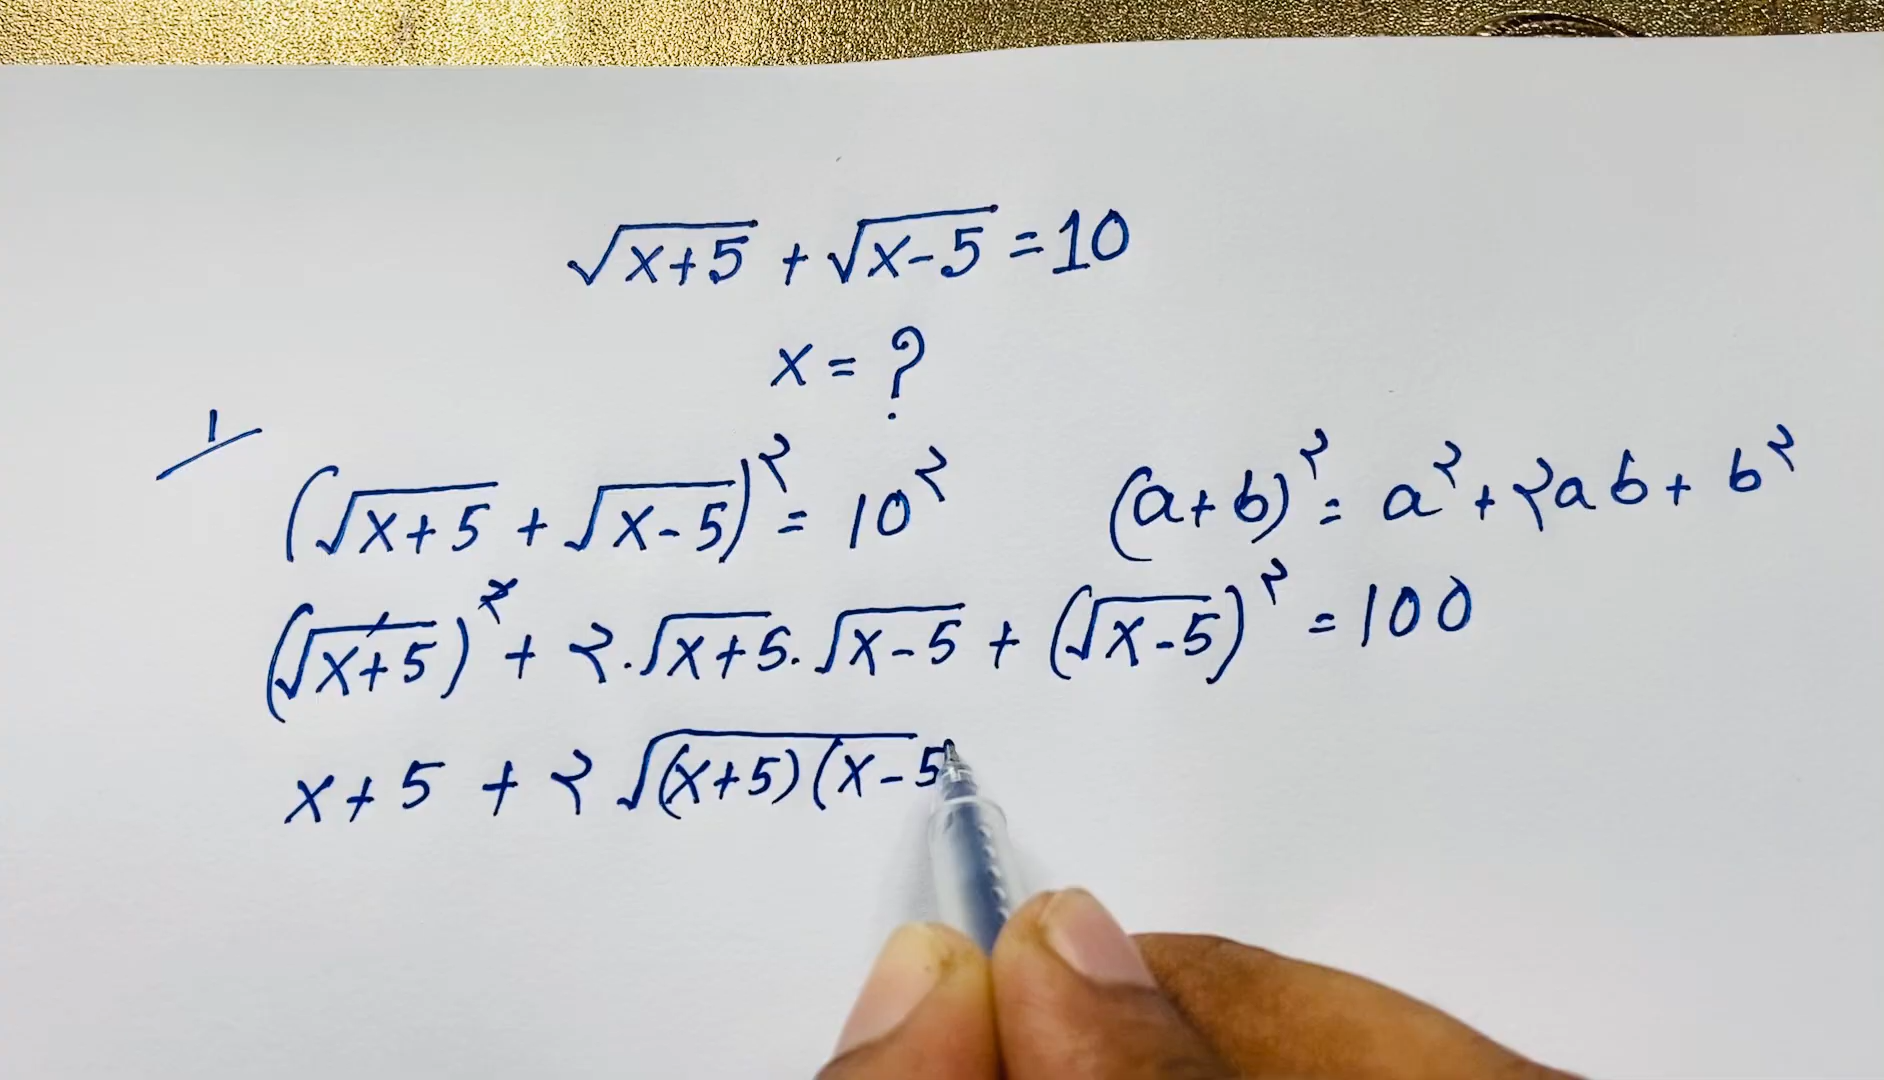 √(x+5) + √(x-5) = 10
x = ?
1
(√(x+5) + √(x-5))² = 10² (a+b)² = a² + 2ab + b²
(√(x+5))² + 2.√(x+5).√(x-5) + (√(x-5))² = 100
x+5 + 2 √((x+5)(x-5